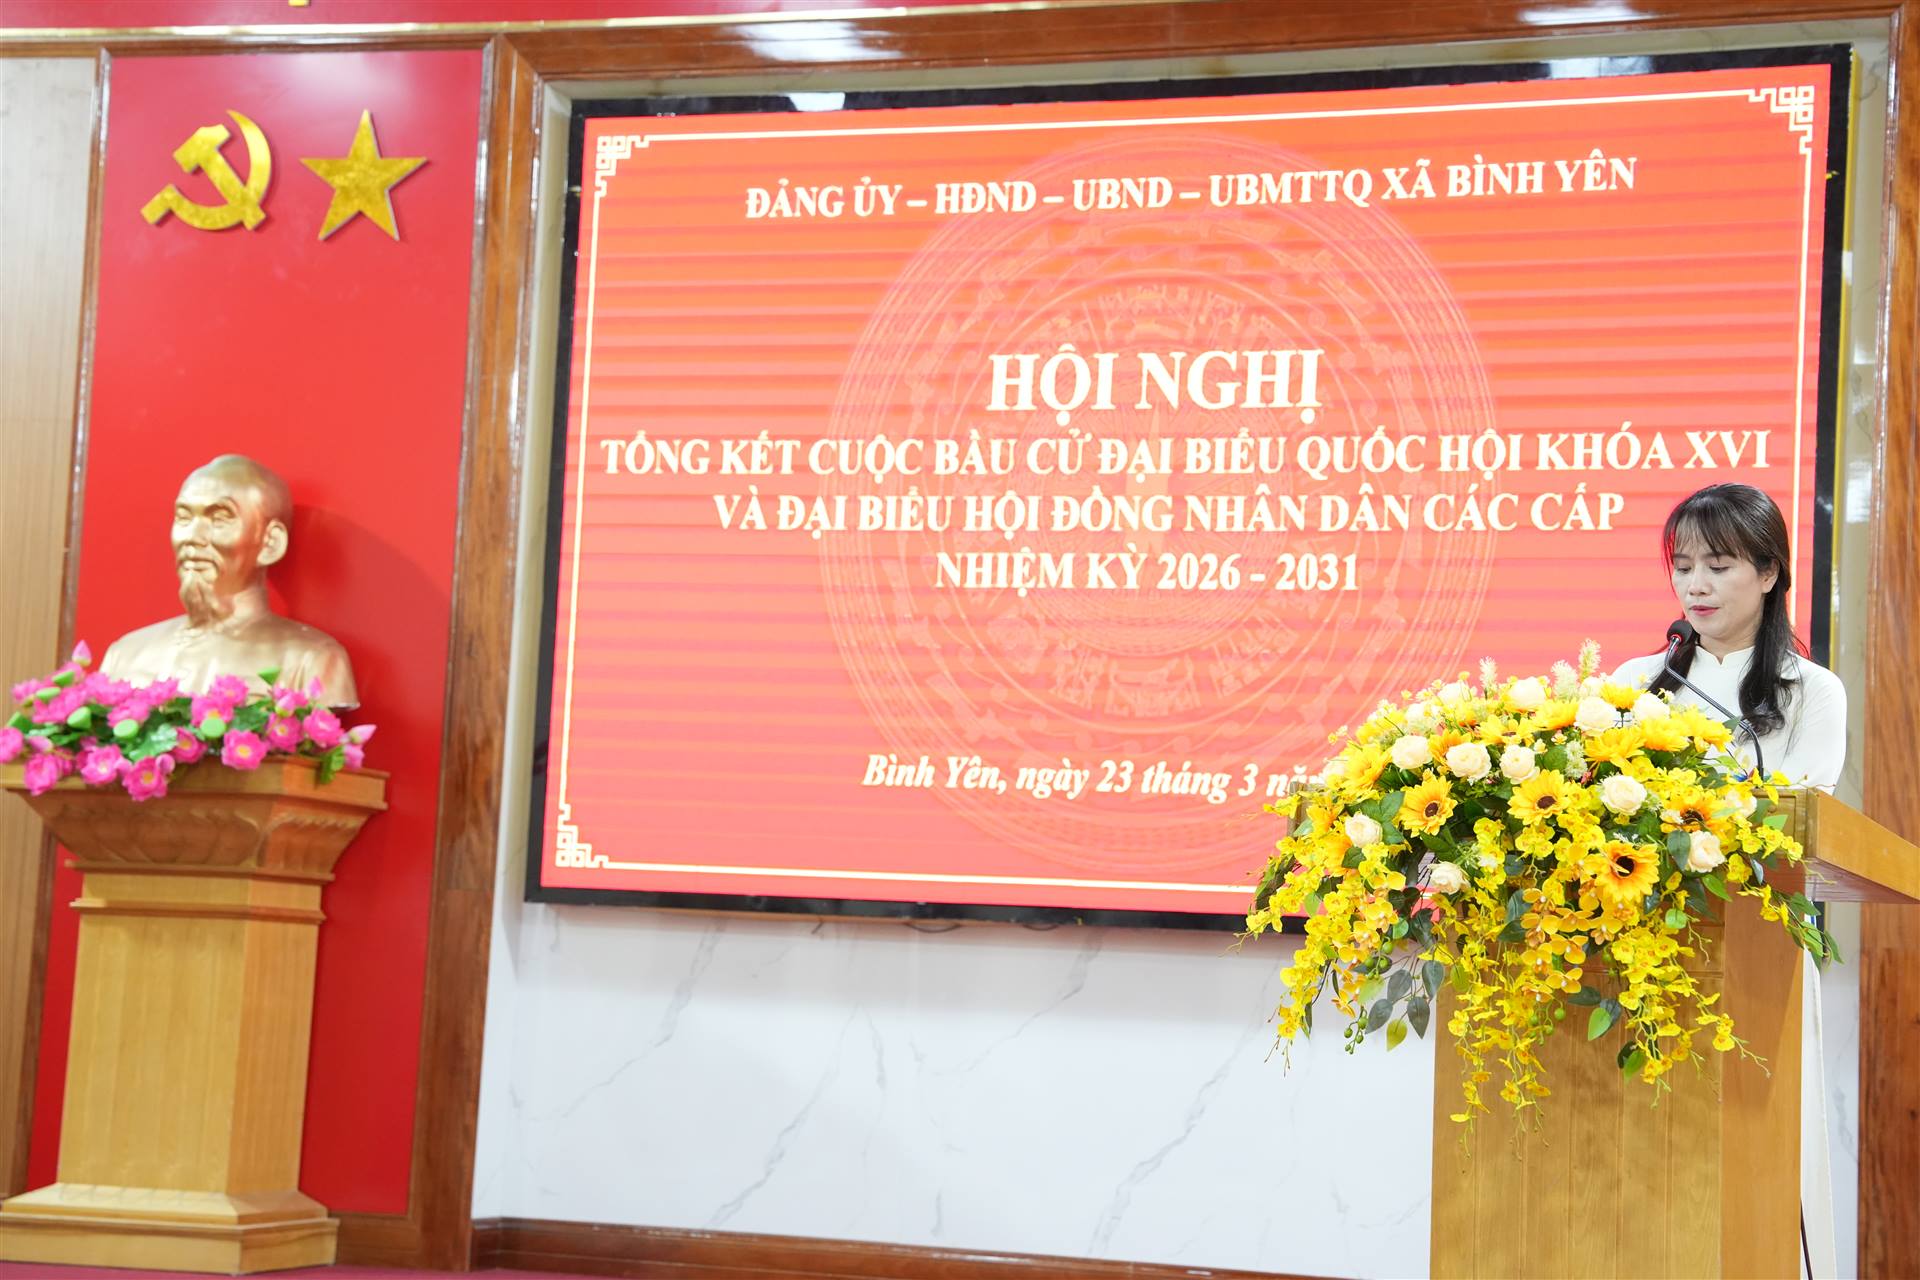 ĐẢNG ỦY – HĐND – UBND – UBMTTQ XÃ BÌNH YÊN
HỘI NGHỊ
TỔNG KẾT CUỘC BẦU CỬ ĐẠI BIỂU QUỐC HỘI KHÓA XVI
VÀ ĐẠI BIỂU HỘI ĐỒNG NHÂN DÂN CÁC CẤP
NHIỆM KỲ 2026 - 2031
Bình Yên, ngày 23 tháng 3